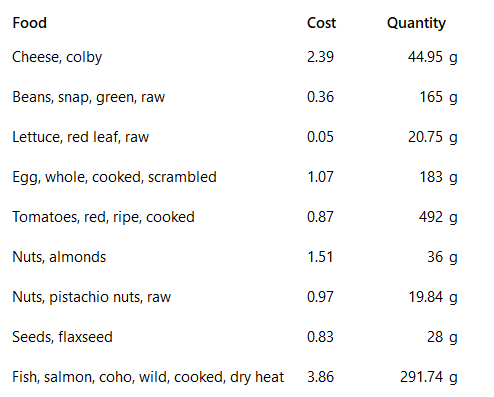 Food Cost Quantity
Cheese, colby 2.39 44.95 g
Beans, snap, green, raw 0.36 165 g
Lettuce, red leaf, raw 0.05 20.75 g
Egg, whole, cooked, scrambled 1.07 183 g
Tomatoes, red, ripe, cooked 0.87 492 g
Nuts, almonds 1.51 36 g
Nuts, pistachio nuts, raw 0.97 19.84 g
Seeds, flaxseed 0.83 28 g
Fish, salmon, coho, wild, cooked, dry heat 3.86 291.74 g